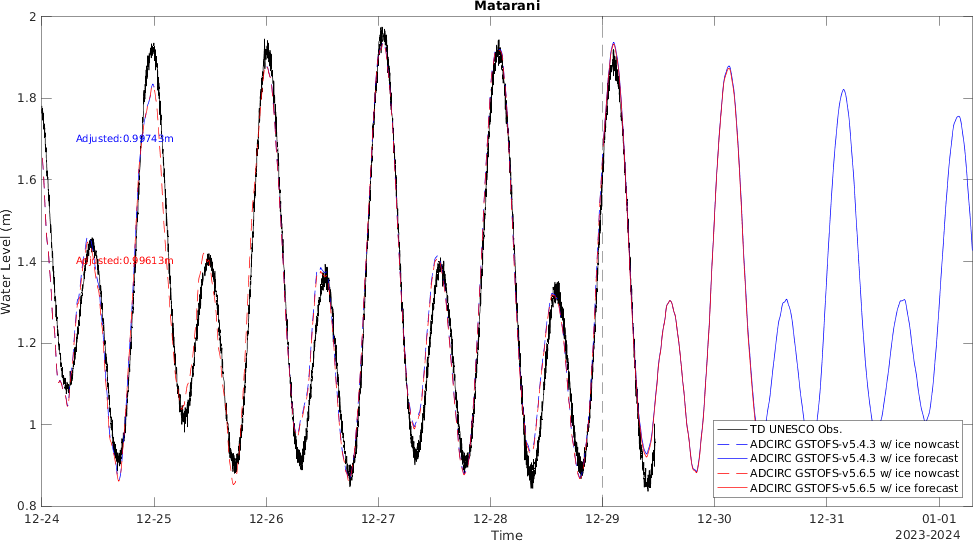 Matarani
2
1.8
1.6
1.4
1.2
1
0.8
Water Level (m)
Adjusted:0.99743m
Adjusted:0.99613m
TD UNESCO Obs.
ADCIRC GSTOFS-v5.4.3 w/ ice nowcast
ADCIRC GSTOFS-v5.4.3 w/ ice forecast
ADCIRC GSTOFS-v5.6.5 w/ ice nowcast
ADCIRC GSTOFS-v5.6.5 w/ ice forecast
12-24 12-25 12-26 12-27 12-28 12-29 12-30 12-31 01-01
Time
2023-2024